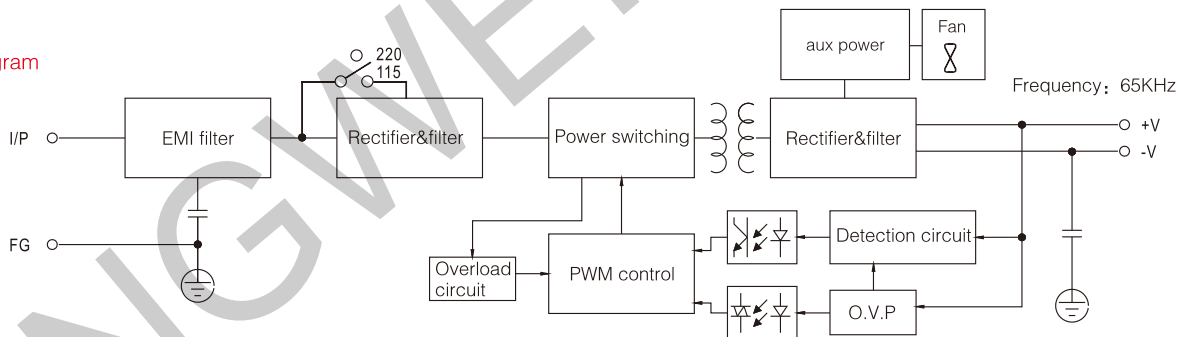 gram
220
115
I/P
EMI filter
Rectifier&filter
Power switching
Rectifier&filter
aux power
Fan
Frequency: 65KHz
+V
-V
FG
Overload
circuit
PWM control
Detection circuit
O.V.P
NGWE